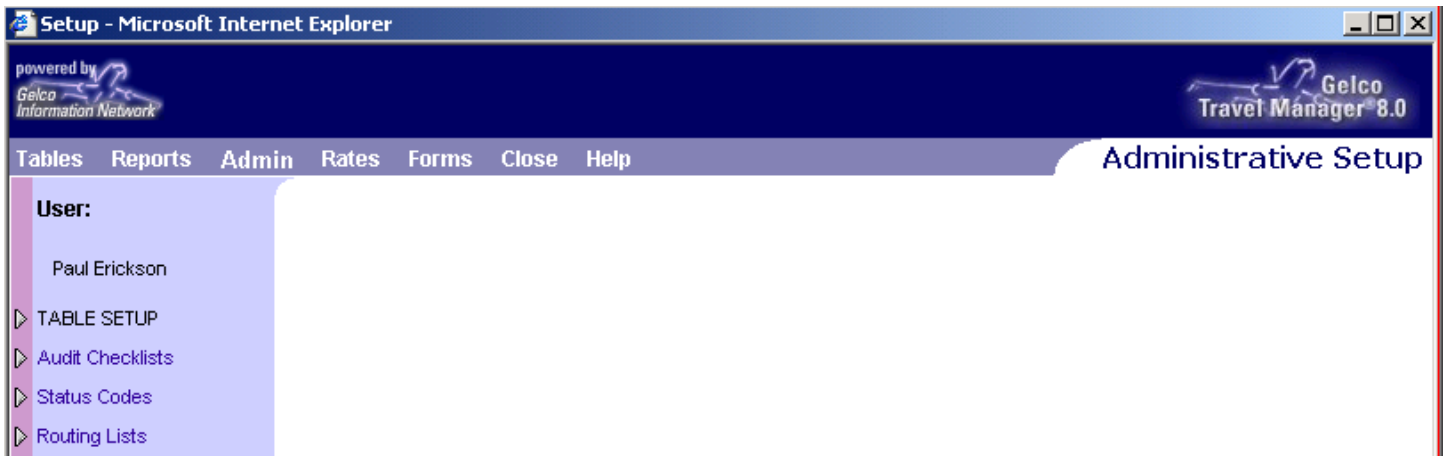 Setup - Microsoft Internet Explorer
powered by
Gelco
Information Network
Gelco
Travel Manager® 8.0
Tables Reports Admin Rates Forms Close Help
Administrative Setup
User:
Paul Erickson
TABLE SETUP
Audit Checklists
Status Codes
Routing Lists